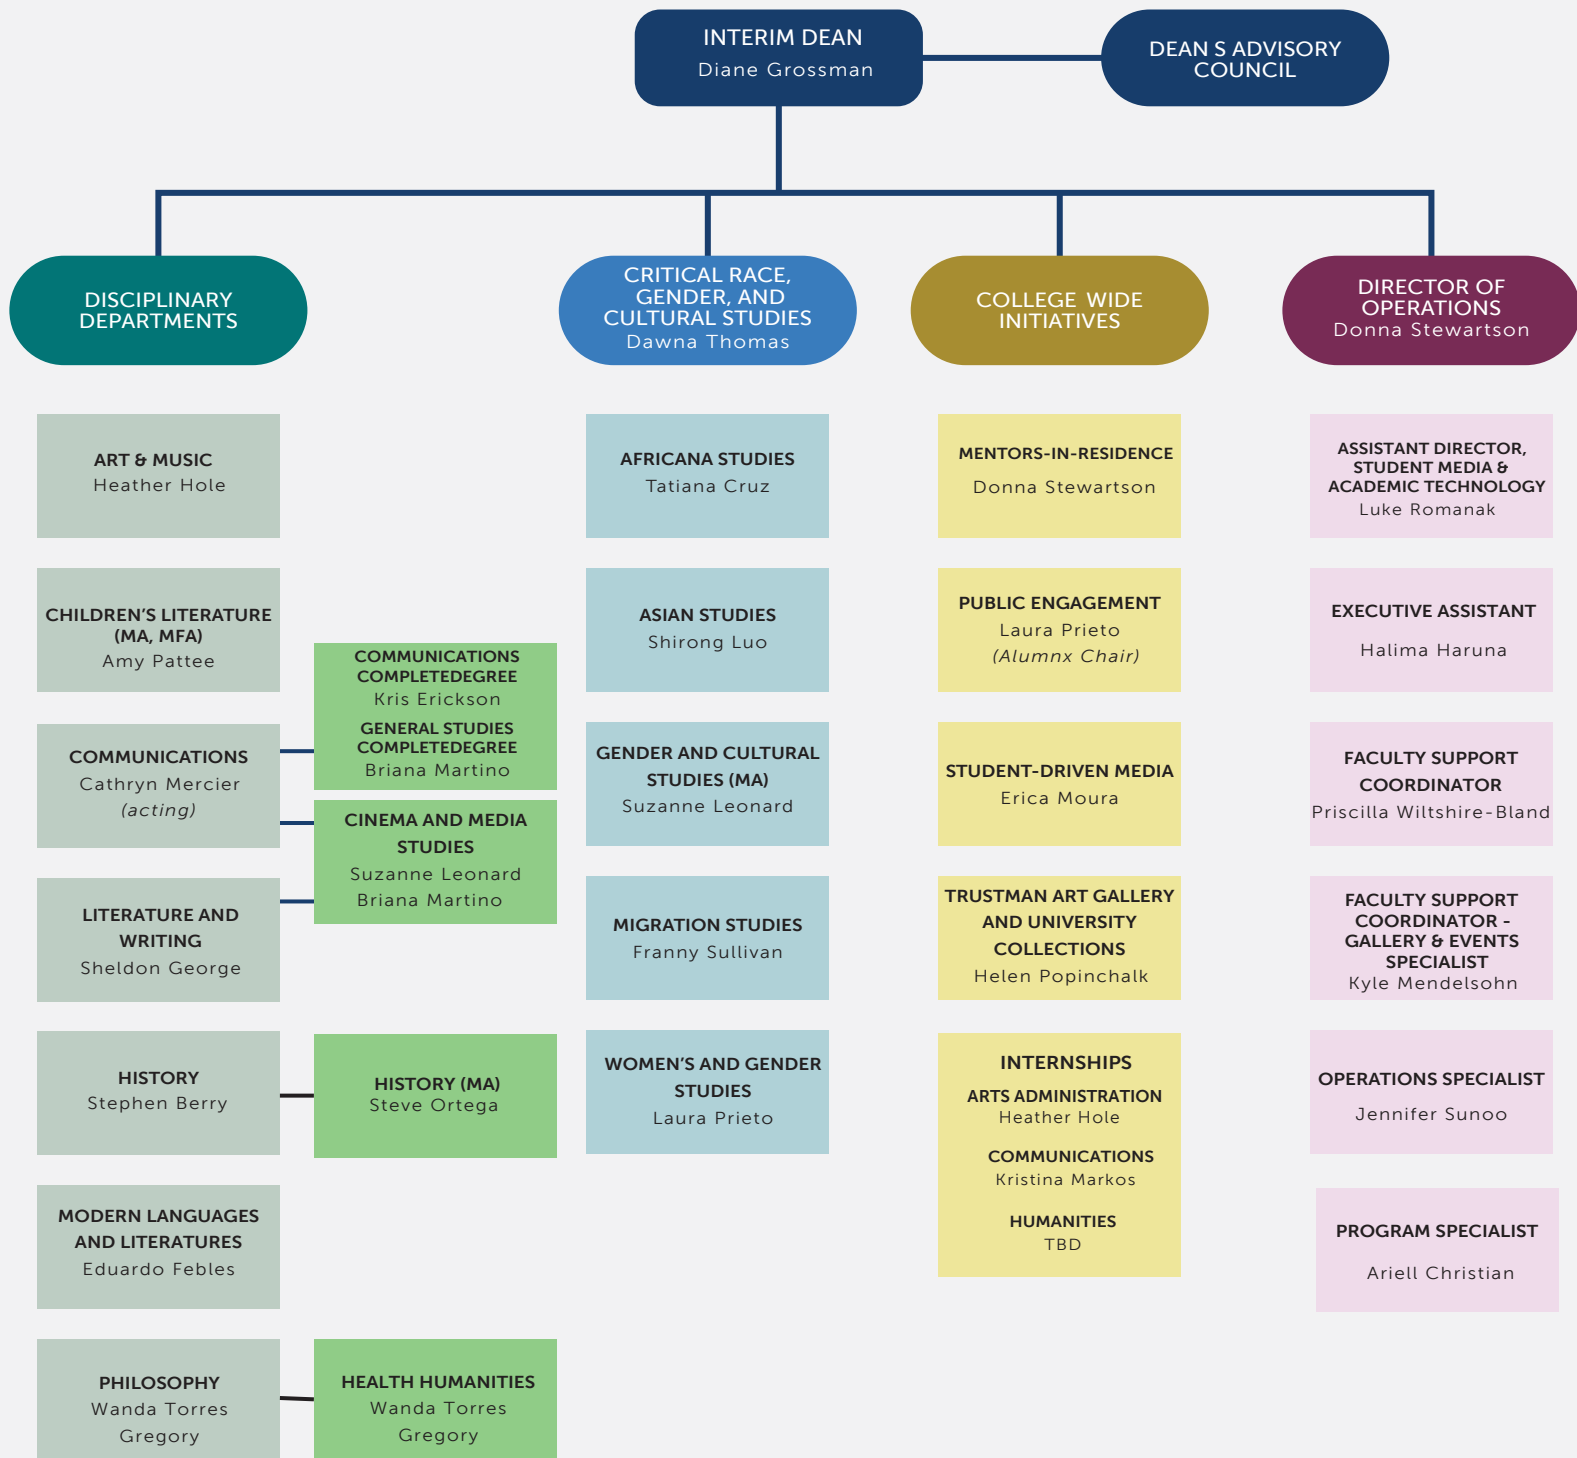 INTERIM DEAN
Diane Grossman
DEAN S ADVISORY
COUNCIL
DISCIPLINARY
DEPARTMENTS
CRITICAL RACE,
GENDER, AND
CULTURAL STUDIES
Dawna Thomas
COLLEGE WIDE
INITIATIVES
DIRECTOR OF
OPERATIONS
Donna Stewartson
ART & MUSIC
Heather Hole
CHILDREN’S LITERATURE
(MA, MFA)
Amy Pattee
COMMUNICATIONS
Cathryn Mercier
(acting)
LITERATURE AND
WRITING
Sheldon George
HISTORY
Stephen Berry
MODERN LANGUAGES
AND LITERATURES
Eduardo Febles
PHILOSOPHY
Wanda Torres
Gregory
COMMUNICATIONS
COMPLETEDEGREE
Kris Erickson
GENERAL STUDIES
COMPLETEDEGREE
Briana Martino
CINEMA AND MEDIA
STUDIES
Suzanne Leonard
Briana Martino
HISTORY (MA)
Steve Ortega
HEALTH HUMANITIES
Wanda Torres
Gregory
AFRICANA STUDIES
Tatiana Cruz
ASIAN STUDIES
Shirong Luo
GENDER AND CULTURAL
STUDIES (MA)
Suzanne Leonard
MIGRATION STUDIES
Franny Sullivan
WOMEN’S AND GENDER
STUDIES
Laura Prieto
MENTORS-IN-RESIDENCE
Donna Stewartson
PUBLIC ENGAGEMENT
Laura Prieto
(Alumnx Chair)
STUDENT-DRIVEN MEDIA
Erica Moura
TRUSTMAN ART GALLERY
AND UNIVERSITY
COLLECTIONS
Helen Popinchalk
INTERNSHIPS
ARTS ADMINISTRATION
Heather Hole
COMMUNICATIONS
Kristina Markos
HUMANITIES
TBD
ASSISTANT DIRECTOR,
STUDENT MEDIA &
ACADEMIC TECHNOLOGY
Luke Romanak
EXECUTIVE ASSISTANT
Halima Haruna
FACULTY SUPPORT
COORDINATOR
Priscilla Wiltshire-Bland
FACULTY SUPPORT
COORDINATOR -
GALLERY & EVENTS
SPECIALIST
Kyle Mendelsohn
OPERATIONS SPECIALIST
Jennifer Sunoo
PROGRAM SPECIALIST
Ariell Christian